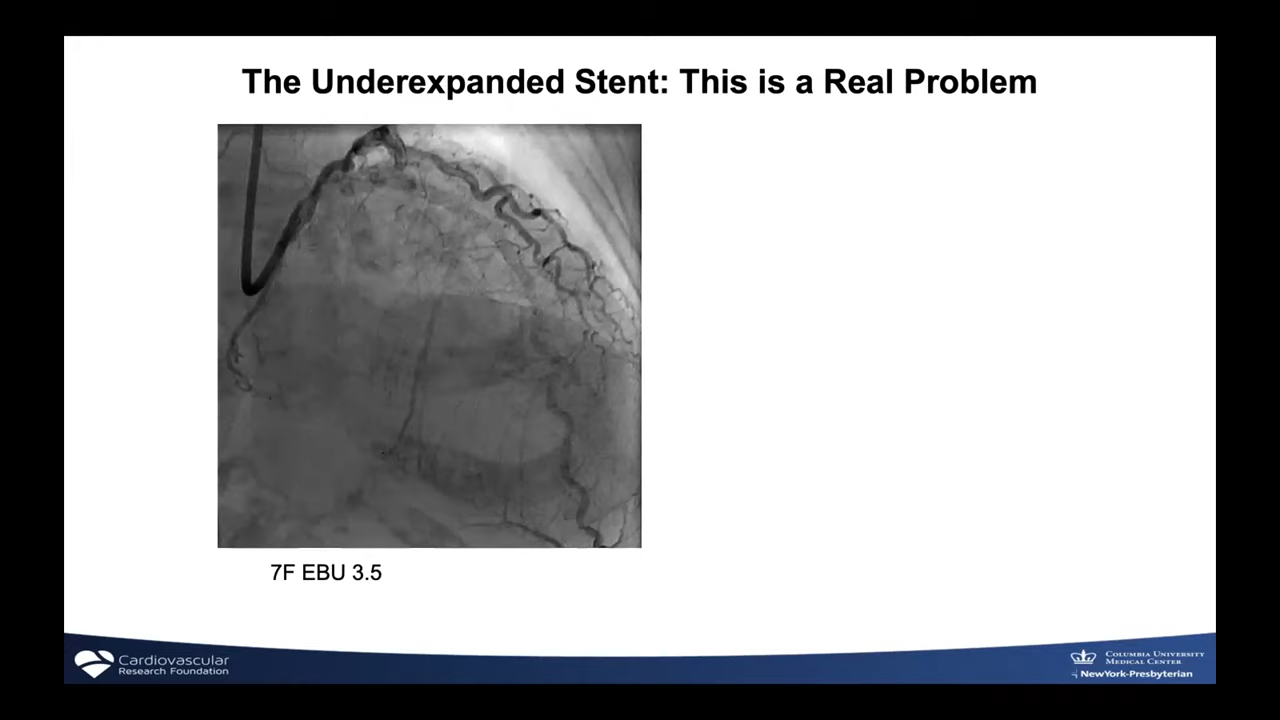 The Underexpanded Stent: This is a Real Problem
7F EBU 3.5
Cardiovascular
Research Foundation
COLUMBIA UNIVERSITY
MEDICAL CENTER
NewYork-Presbyterian